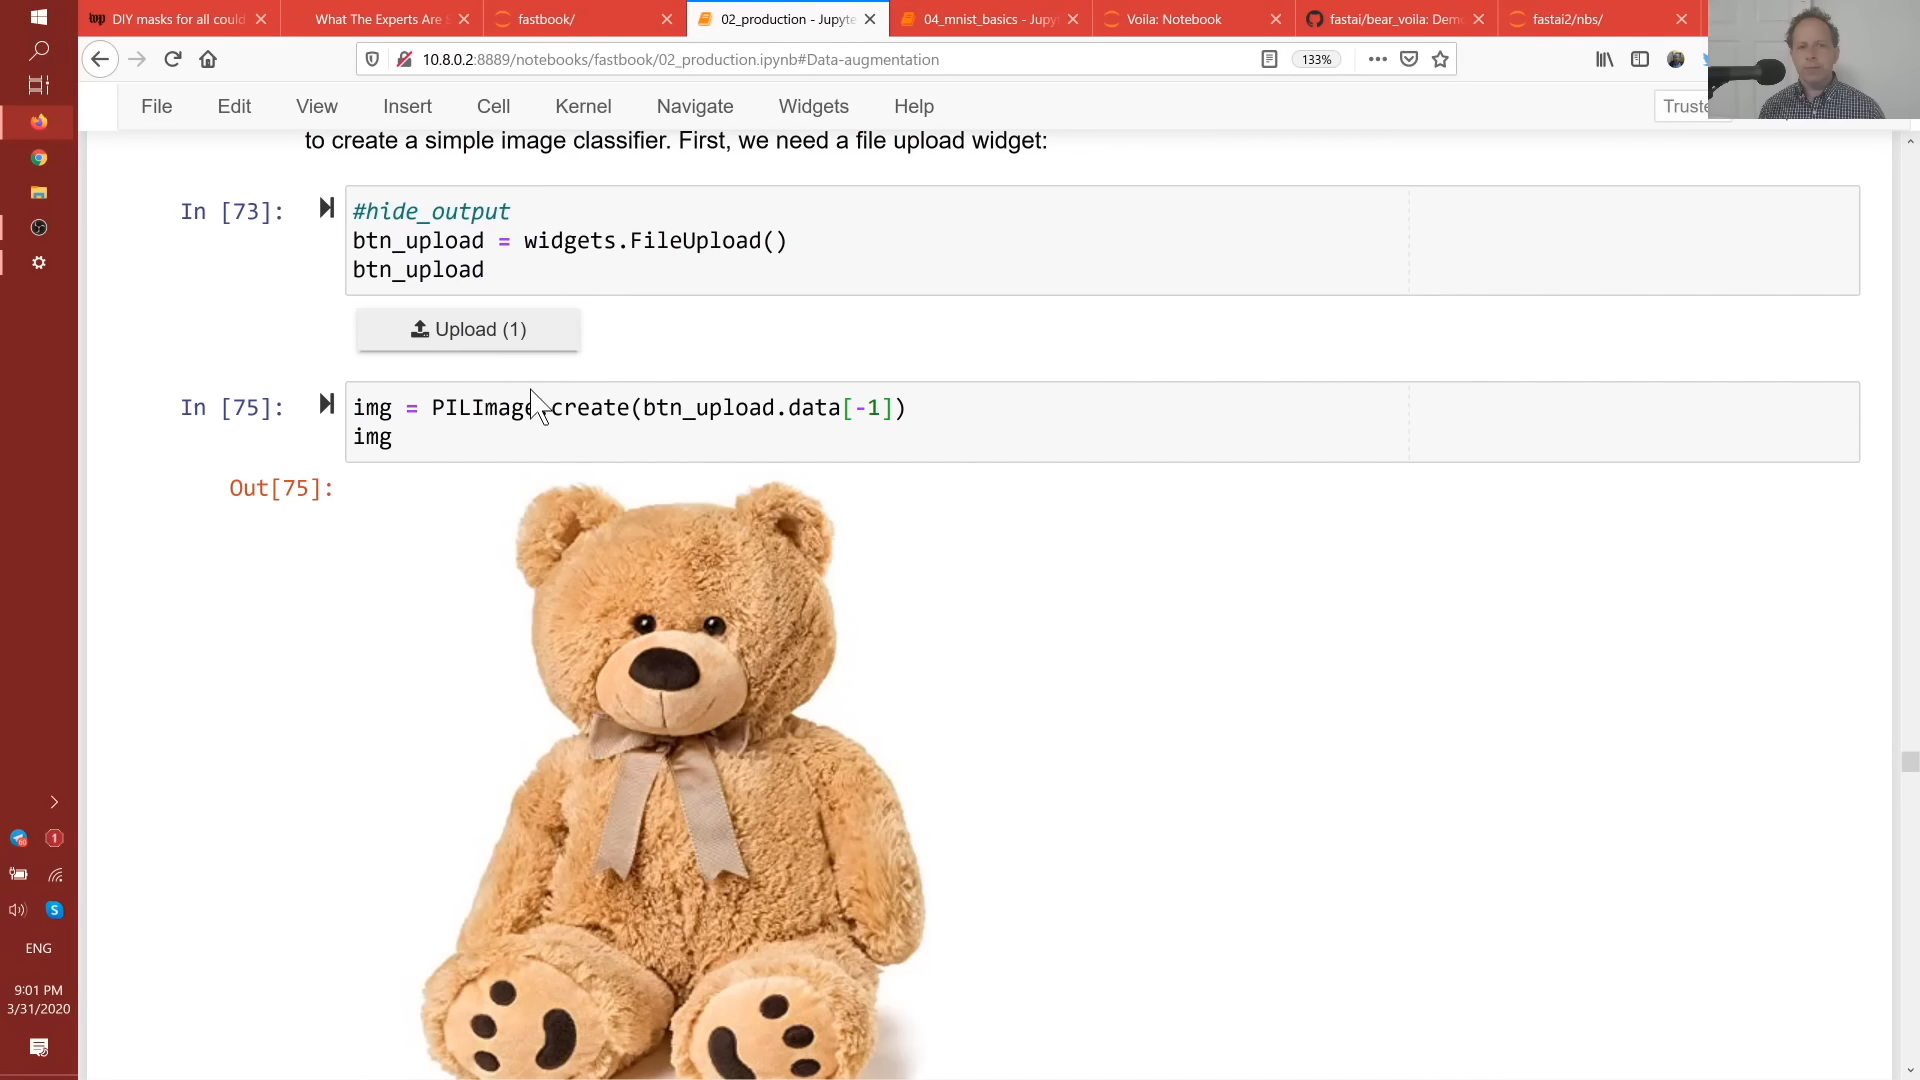 DIY masks for all could
What The Experts Are S
fastbook/
02_production - Jupyte
04_mnist_basics - Jupy
Voila: Notebook
fastai/bear_voila: Demo
fastai2/nbs/
10.8.0.2:8889/notebooks/fastbook/02_production.ipynb#Data-augmentation
133%
File Edit View Insert Cell Kernel Navigate Widgets Help
Truste
to create a simple image classifier. First, we need a file upload widget:
In [73]:
#hide_output
btn_upload = widgets.FileUpload()
btn_upload
Upload (1)
In [75]:
img = PILImage.create(btn_upload.data[-1])
img
Out[75]:
1
ENG
9:01 PM
3/31/2020